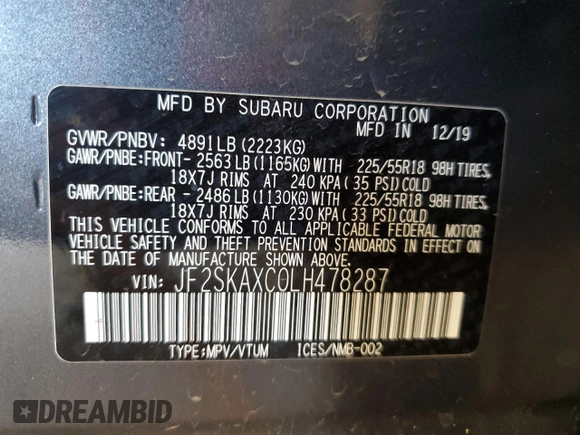 MFD BY SUBARU CORPORATION
MFD IN 12/19
GVWR/PNBV: 4891LB(2223KG)
GAWR/PNBE:FRONT- 2563LB(1165KG)WITH 225/55R18 98H TIRES,
18X7J RIMS AT 240 KPA( 35 PSI)COLD
GAWR/PNBE:REAR - 2486LB(1130KG)WITH 225/55R18 98H TIRES,
18X7J RIMS AT 230 KPA( 33 PSI)COLD
THIS VEHICLE CONFORMS TO ALL APPLICABLE FEDERAL MOTOR
VEHICLE SAFETY AND THEFT PREVENTION STANDARDS IN EFFECT ON
THE DATE OF MANUFACTURE SHOWN ABOVE.
VIN: JF2SKAXC0LH478287
TYPE:MPV/VTUM ICES/NMB-002
DREAMBID